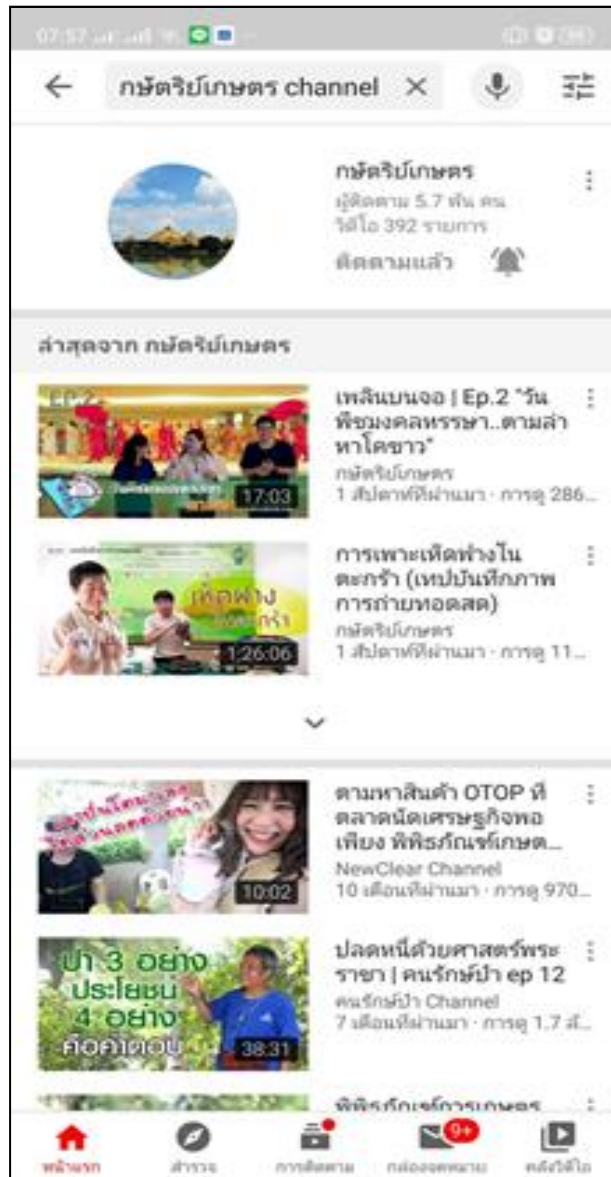 07:57
กษัตริย์เกษตร channel
กษัตริย์เกษตร
ผู้ติดตาม 5.7 พัน คน
วิดีโอ 392 รายการ
ติดตามแล้ว
ล่าสุดจาก กษัตริย์เกษตร
EP.2
17:03
เพลินบนจอ | Ep.2 "วัน
พืชมงคลหรรษา..ตามล่า
หาโคขาว"
กษัตริย์เกษตร
1 สัปดาห์ที่ผ่านมา · การดู 286...
เห็ดฟาง
1:26:06
การเพาะเห็ดฟางใน
ตะกร้า (เทปบันทึกภาพ
การถ่ายทอดสด)
กษัตริย์เกษตร
1 สัปดาห์ที่ผ่านมา · การดู 11...
10:02
ตามหาสินค้า OTOP ที่
ตลาดนัดเศรษฐกิจพอ
เพียง พิพิธภัณฑ์เกษต...
NewClear Channel
10 เดือนที่ผ่านมา · การดู 970...
ป่า 3 อย่าง
ประโยชน์
4 อย่าง
คือคำตอบ
38:31
ปลดหนี้ด้วยศาสตร์พระ
ราชา | คนรักษ์ป่า ep 12
คนรักษ์ป่า Channel
7 เดือนที่ผ่านมา · การดู 1.7 ล้...
พิพิธภัณฑ์การเกษตร
9+
หน้าแรก
สำรวจ
การติดตาม
กล่องจดหมาย
คลังวิดีโอ